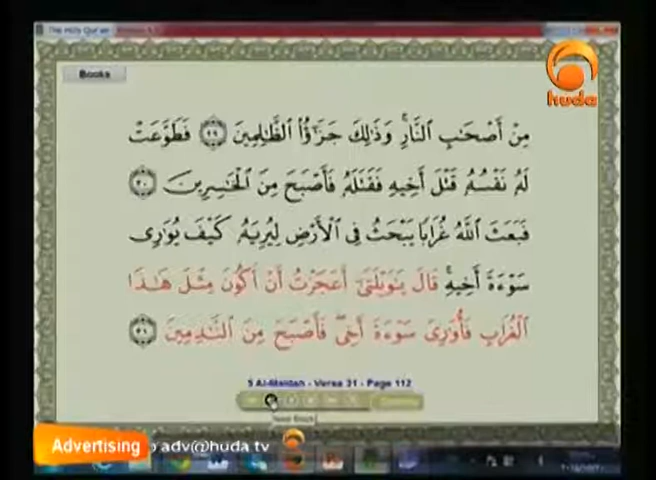 The Holy Qur'an
Books
huda
مِنْ أَصْحَٰبِ ٱلنَّارِ ۚ وَذَٰلِكَ جَزَٰٓؤُا۟ ٱلظَّٰلِمِينَ ٢٩ فَطَوَّعَتْ
لَهُۥ نَفْسُهُۥ قَتْلَ أَخِيهِ فَقَتَلَهُۥ فَأَصْبَحَ مِنَ ٱلْخَٰسِرِينَ ٣٠
فَبَعَثَ ٱللَّهُ غُرَابًا يَبْحَثُ فِى ٱلْأَرْضِ لِيُرِيَهُۥ كَيْفَ يُوَٰرِى
سَوْءَةَ أَخِيهِ ۚ قَالَ يَٰوَيْلَتَىٰٓ أَعَجَزْتُ أَنْ أَكُونَ مِثْلَ هَٰذَا
ٱلْغُرَابِ فَأُوَٰرِىَ سَوْءَةَ أَخِى ۖ فَأَصْبَحَ مِنَ ٱلنَّٰدِمِينَ ٣١
5 Al-Maidah - Verse 31 - Page 112
Advertising adv@huda.tv